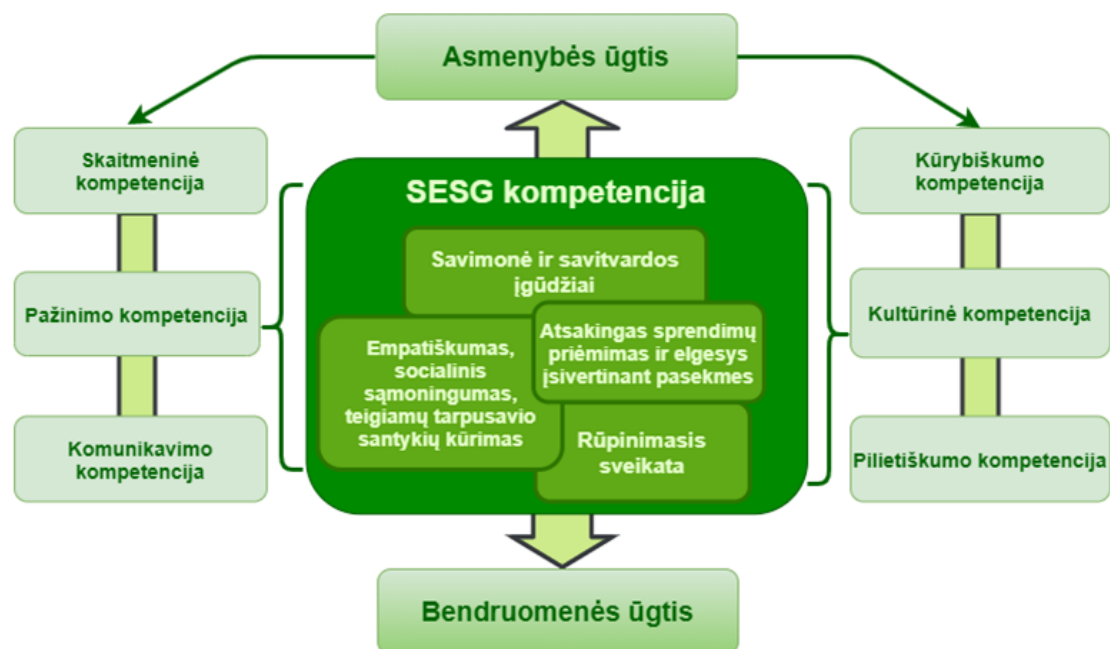 Asmenybės ūgtis
Skaitmeninė
kompetencija
Pažinimo kompetencija
Komunikavimo
kompetencija
SESG kompetencija
Savimonė ir savitvardos
įgūdžiai
Atsakingas sprendimų
priėmimas ir elgesys
įsivertinant pasekmes
Empatiškumas,
socialinis
sąmoningumas,
teigiamų tarpusavio
santykių kūrimas
Rūpinimasis
sveikata
Kūrybiškumo
kompetencija
Kultūrinė kompetencija
Pilietiškumo kompetencija
Bendruomenės ūgtis